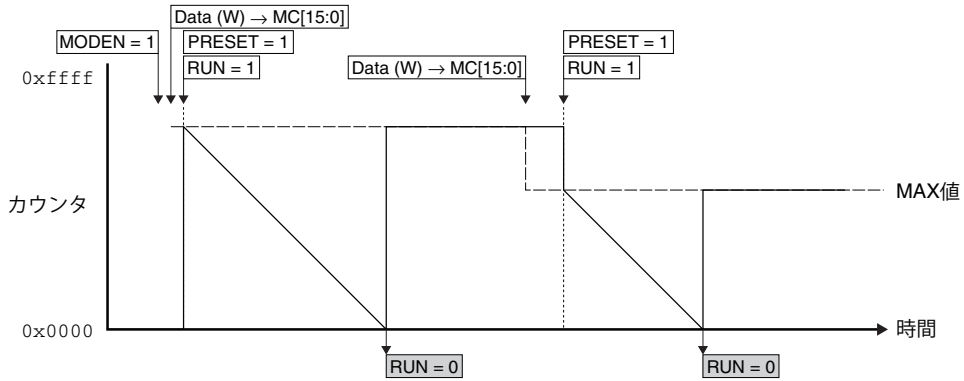 Data (W) → MC[15:0]
MODEN = 1
PRESET = 1
PRESET = 1
0xffff
RUN = 1
Data (W) → MC[15:0]
RUN = 1
カウンタ
MAX値
0x0000
時間
RUN = 0
RUN = 0